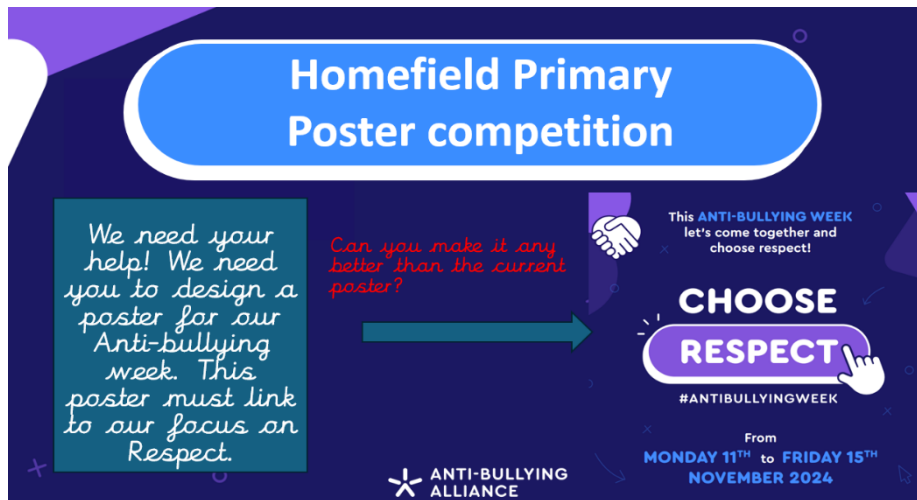 Homefield Primary
Poster competition
We need your
help! We need
you to design a
poster for our
Anti-bullying
week. This
poster must link
to our focus on
Respect.
Can you make it any
better than the current
poster?
This ANTI-BULLYING WEEK
let's come together and
choose respect!
CHOOSE
RESPECT
#ANTIBULLYINGWEEK
From
MONDAY 11TH to FRIDAY 15TH
NOVEMBER 2024
ANTI-BULLYING
ALLIANCE